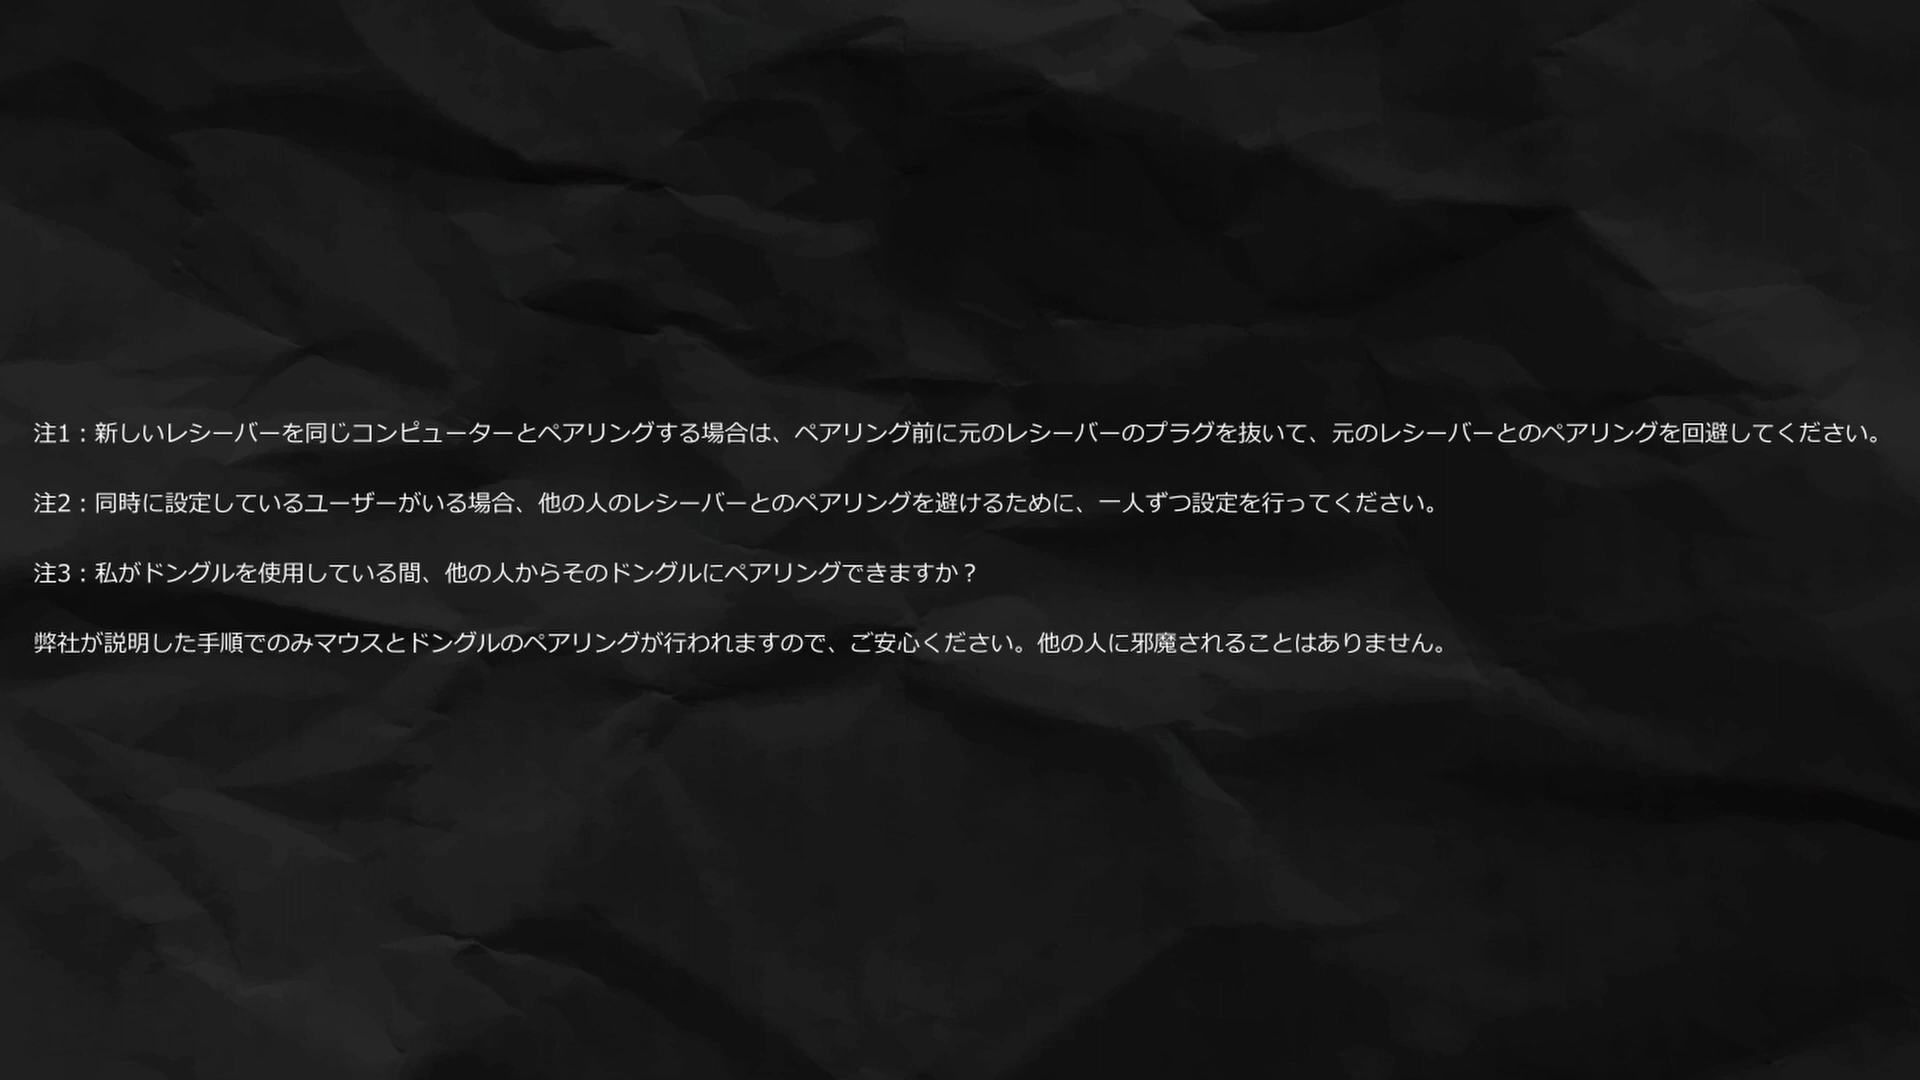 注1：新しいレシーバーを同じコンピューターとペアリングする場合は、ペアリング前に元のレシーバーのプラグを抜いて、元のレシーバーとのペアリングを回避してください。
注2：同時に設定しているユーザーがいる場合、他の人のレシーバーとのペアリングを避けるために、一人ずつ設定を行ってください。
注3：私がドングルを使用している間、他の人からそのドングルにペアリングできますか？
弊社が説明した手順でのみマウスとドングルのペアリングが行われますので、ご安心ください。他の人に邪魔されることはありません。